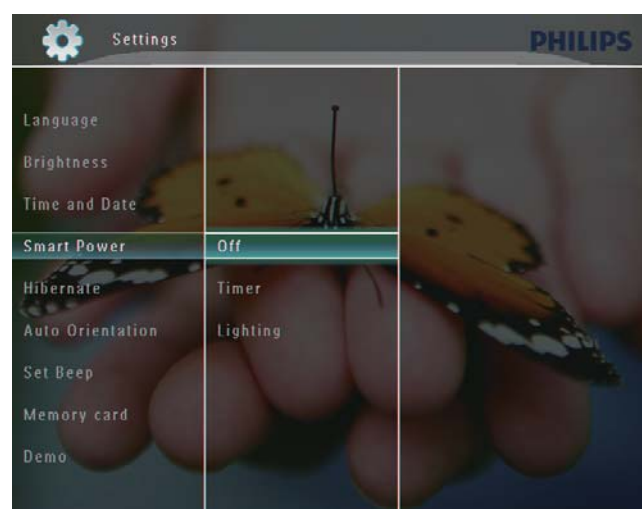 Settings
PHILIPS
Language
Brightness
Time and Date
Smart Power
Hibernate
Auto Orientation
Set Beep
Memory card
Demo
Off
Timer
Lighting